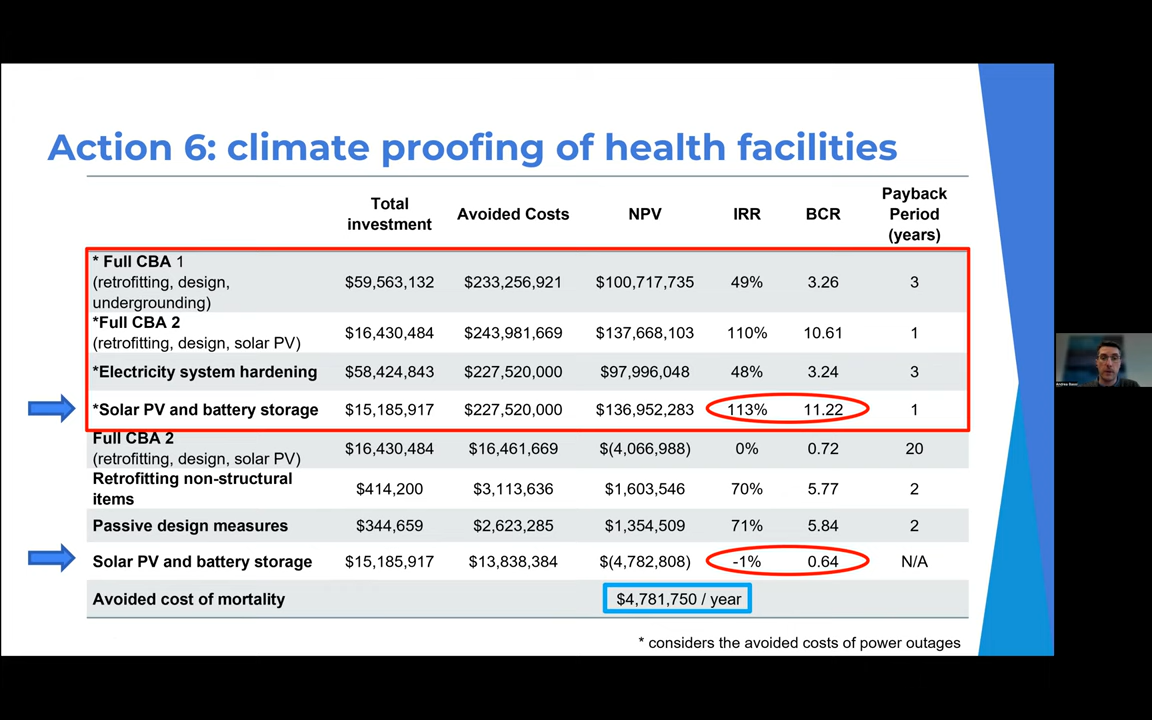 Action 6: climate proofing of health facilities
Total investment Avoided Costs NPV IRR BCR Payback Period (years)
* Full CBA 1 (retrofitting, design, undergrounding) $59,563,132 $233,256,921 $100,717,735 49% 3.26 3
*Full CBA 2 (retrofitting, design, solar PV) $16,430,484 $243,981,669 $137,668,103 110% 10.61 1
*Electricity system hardening $58,424,843 $227,520,000 $97,996,048 48% 3.24 3
*Solar PV and battery storage $15,185,917 $227,520,000 $136,952,283 113% 11.22 1
Full CBA 2 (retrofitting, design, solar PV) $16,430,484 $16,461,669 $(4,066,988) 0% 0.72 20
Retrofitting non-structural items $414,200 $3,113,636 $1,603,546 70% 5.77 2
Passive design measures $344,659 $2,623,285 $1,354,509 71% 5.84 2
Solar PV and battery storage $15,185,917 $13,838,384 $(4,782,808) -1% 0.64 N/A
Avoided cost of mortality $4,781,750 / year
* considers the avoided costs of power outages